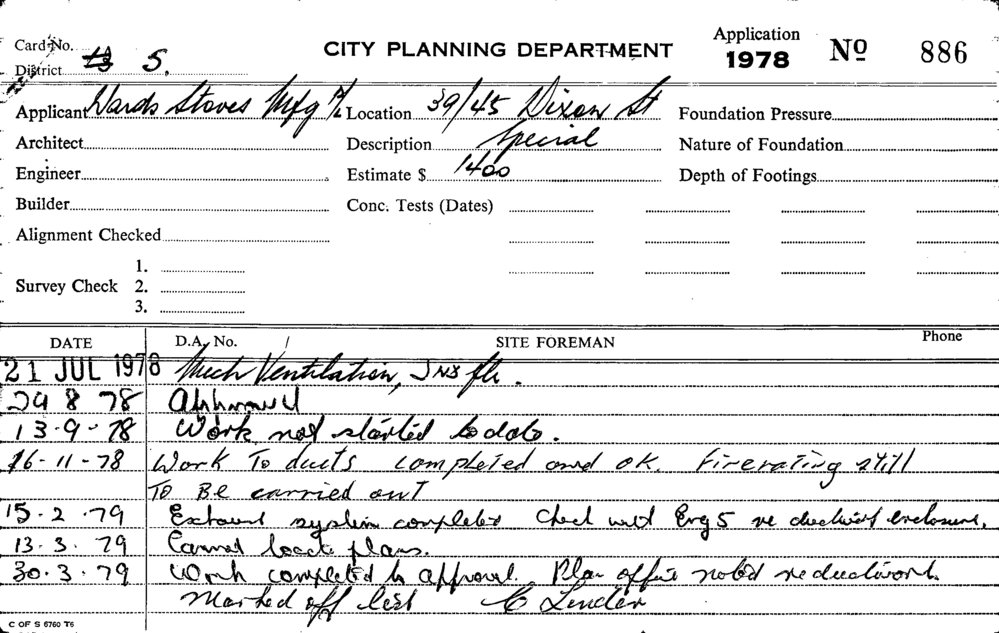 Card No.
District 5.
CITY PLANNING DEPARTMENT
Application
1978
No 886
Applicant Wards Stoves Mfg P/L
Location 39/45 Dixon St
Foundation Pressure
Architect
Description Special
Nature of Foundation
Engineer
Estimate $ 1400
Depth of Footings
Builder
Conc. Tests (Dates)
Alignment Checked
Survey Check
1.
2.
3.
DATE
D.A. No.
SITE FOREMAN
Phone
21 JUL 1978 Mech Ventilation,
29 8 78 Approved
13-9-78 Work not started to date.
16-11-78 Work To ducts completed and ok. Firerating still
To Be carried out
15-2-79 Exhaust system completed Check with Eng 5 re ductwork enclosure.
13-3-79 Cannot locate plans.
30-3-79 Work completed to approval. Plan office noted re ductwork.
Marked off list C Linder
C OF S 6760 T6